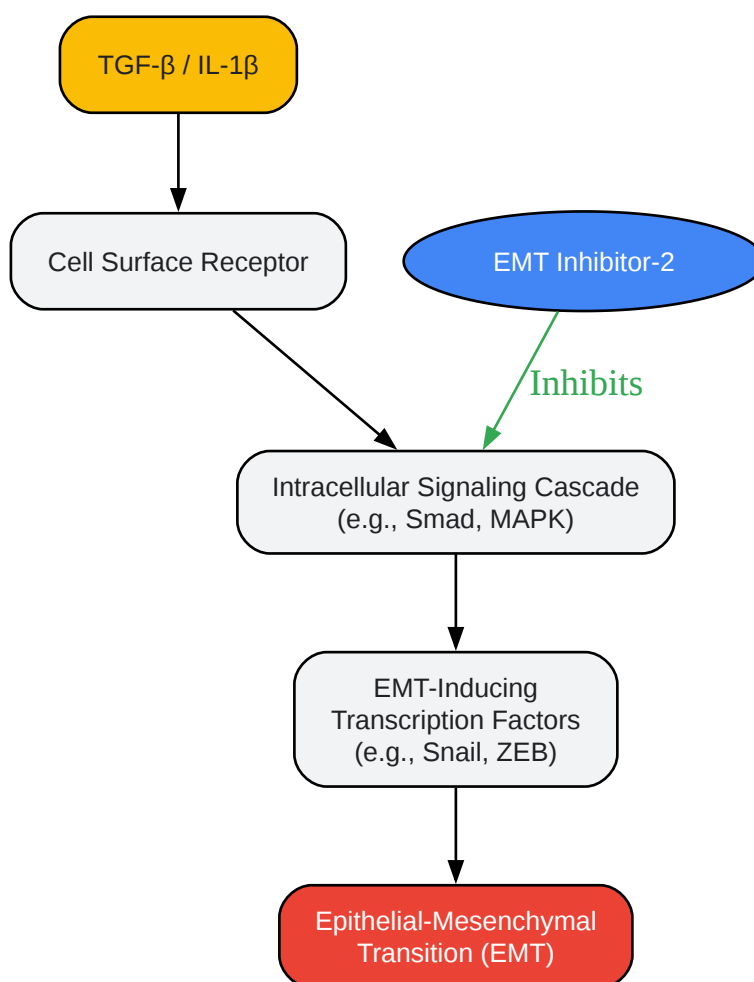 TGF-β / IL-1β
Cell Surface Receptor
EMT Inhibitor-2
Inhibits
Intracellular Signaling Cascade
(e.g., Smad, MAPK)
EMT-Inducing
Transcription Factors
(e.g., Snail, ZEB)
Epithelial-Mesenchymal
Transition (EMT)